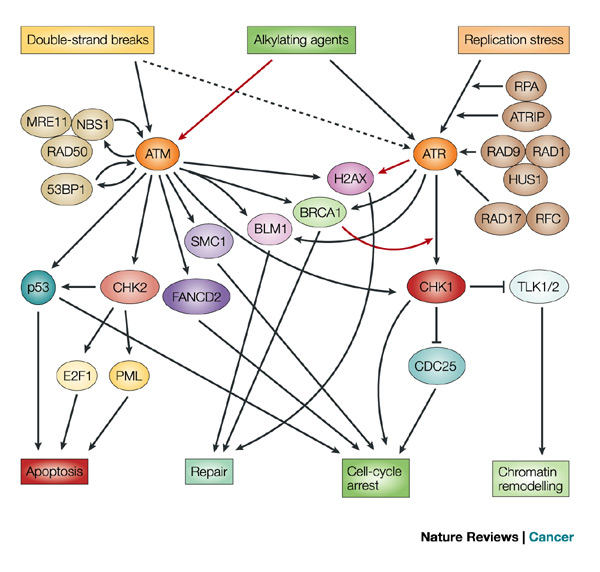 Double-strand breaks
Alkylating agents
Replication stress
RPA
ATRIP
MRE11
NBS1
RAD50
ATM
53BP1
H2AX
ATR
RAD9
RAD1
HUS1
BRCA1
BLM1
SMC1
RAD17
RFC
p53
CHK2
FANCD2
CHK1
TLK1/2
E2F1
PML
CDC25
Apoptosis
Repair
Cell-cycle
arrest
Chromatin
remodelling
Nature Reviews | Cancer